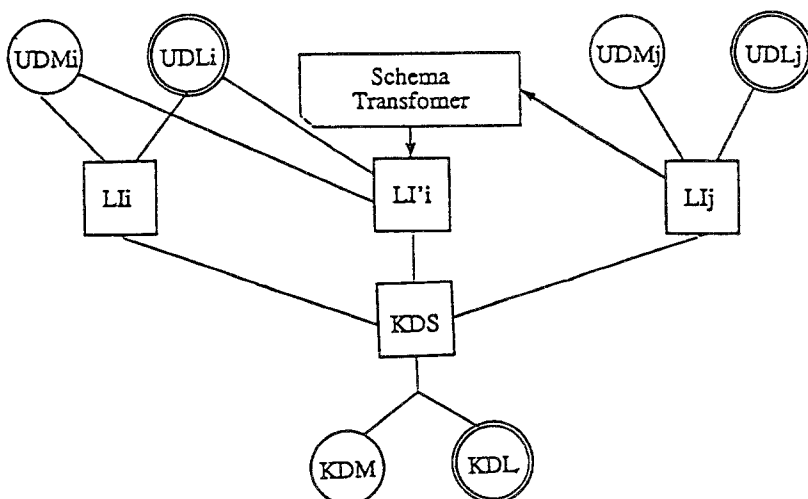 UDMi
UDLi
Schema
Transfomer
UDMj
UDLj
LIi
LI'i
LIj
KDS
KDM
KDL